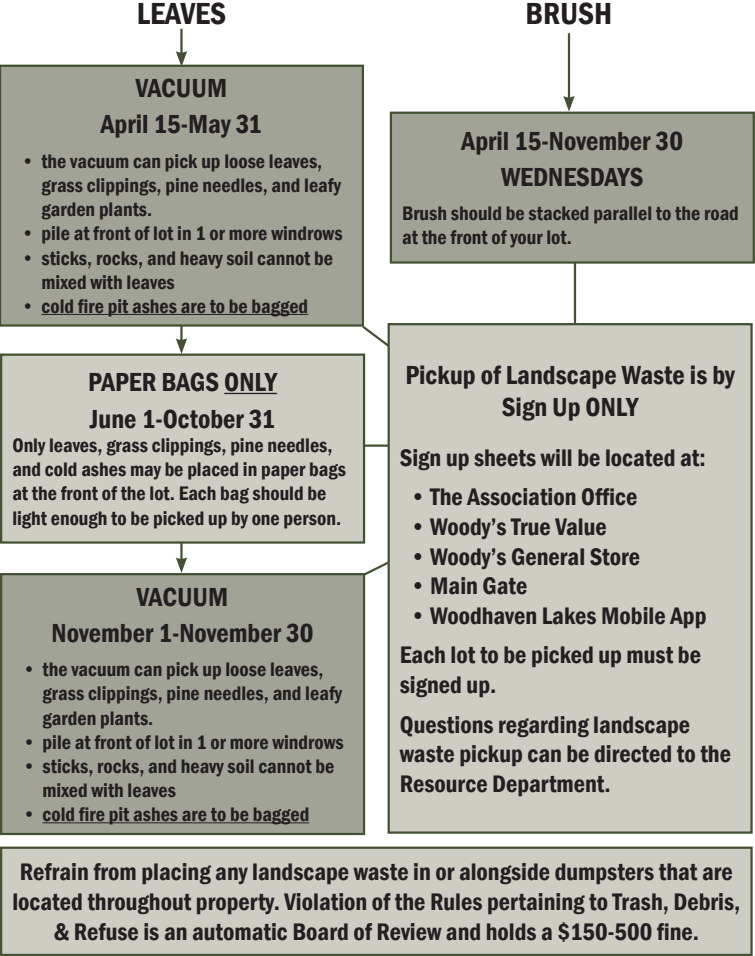 LEAVES
VACUUM
April 15-May 31
• the vacuum can pick up loose leaves,
grass clippings, pine needles, and leafy
garden plants.
• pile at front of lot in 1 or more windrows
• sticks, rocks, and heavy soil cannot be
mixed with leaves
• cold fire pit ashes are to be bagged
PAPER BAGS ONLY
June 1-October 31
Only leaves, grass clippings, pine needles,
and cold ashes may be placed in paper bags
at the front of the lot. Each bag should be
light enough to be picked up by one person.
VACUUM
November 1-November 30
• the vacuum can pick up loose leaves,
grass clippings, pine needles, and leafy
garden plants.
• pile at front of lot in 1 or more windrows
• sticks, rocks, and heavy soil cannot be
mixed with leaves
• cold fire pit ashes are to be bagged
BRUSH
April 15-November 30
WEDNESDAYS
Brush should be stacked parallel to the road
at the front of your lot.
Pickup of Landscape Waste is by
Sign Up ONLY
Sign up sheets will be located at:
• The Association Office
• Woody's True Value
• Woody's General Store
• Main Gate
• Woodhaven Lakes Mobile App
Each lot to be picked up must be
signed up.
Questions regarding landscape
waste pickup can be directed to the
Resource Department.
Refrain from placing any landscape waste in or alongside dumpsters that are
located throughout property. Violation of the Rules pertaining to Trash, Debris,
& Refuse is an automatic Board of Review and holds a $150-500 fine.